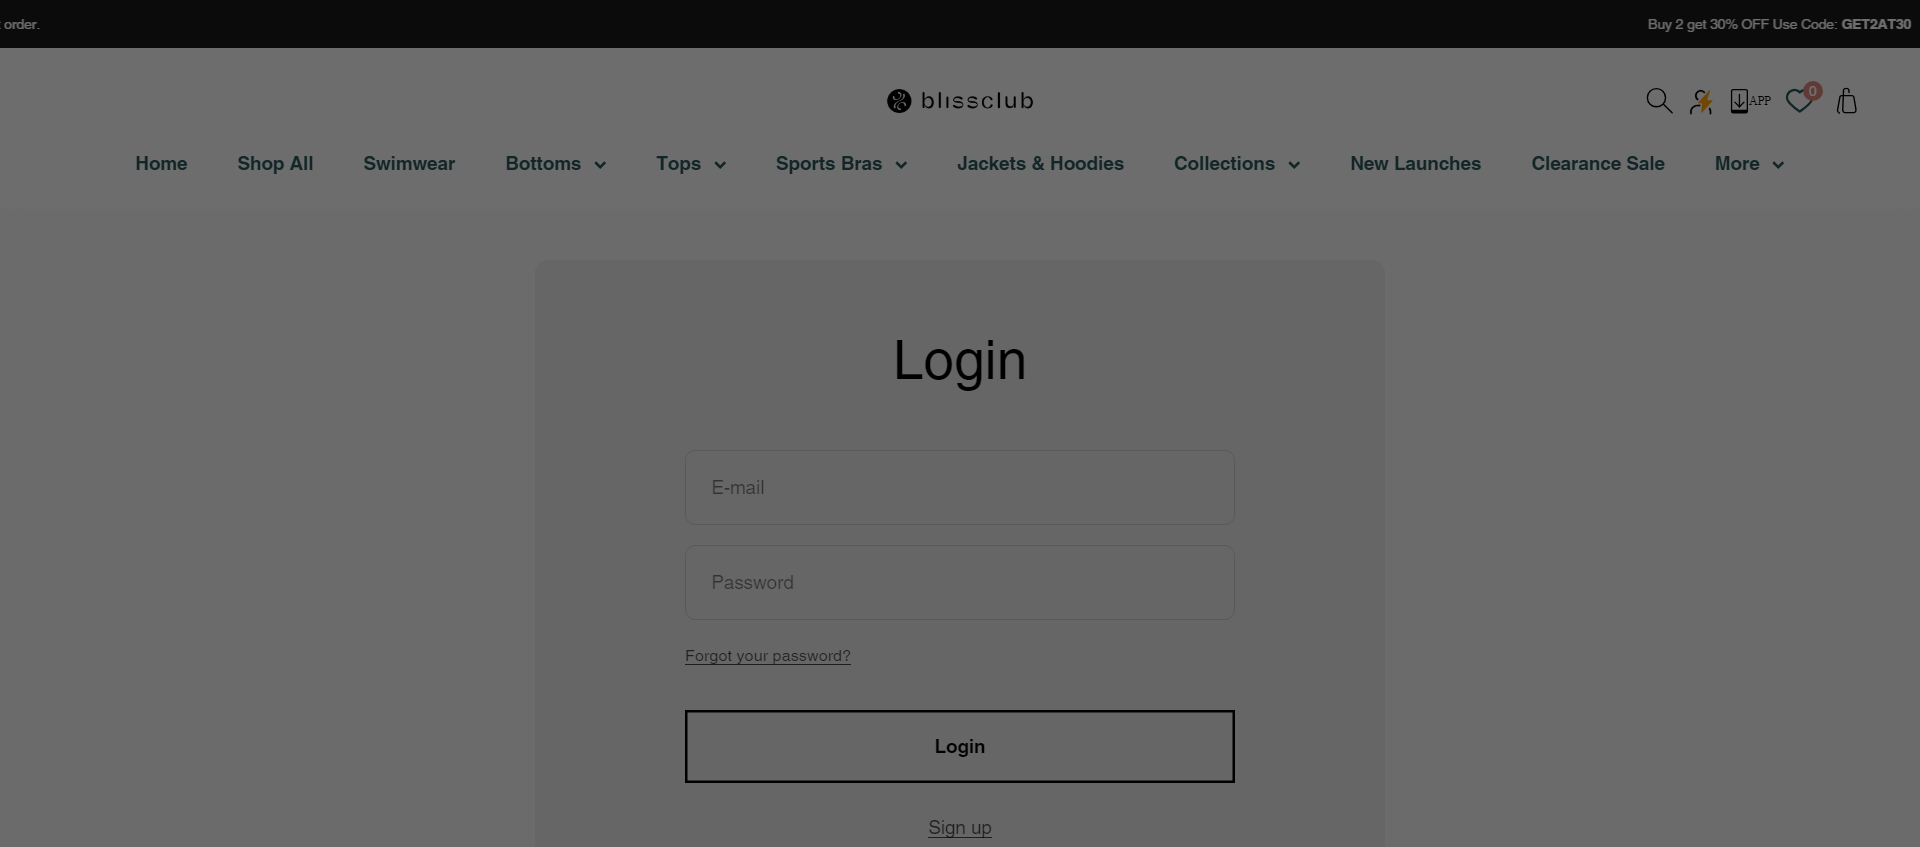 order.
Buy 2 get 30% OFF Use Code: GET2AT30
blissclub
APP
0
Home Shop All Swimwear Bottoms Tops Sports Bras Jackets & Hoodies Collections New Launches Clearance Sale More
Login
E-mail
Password
Forgot your password?
Login
Sign up